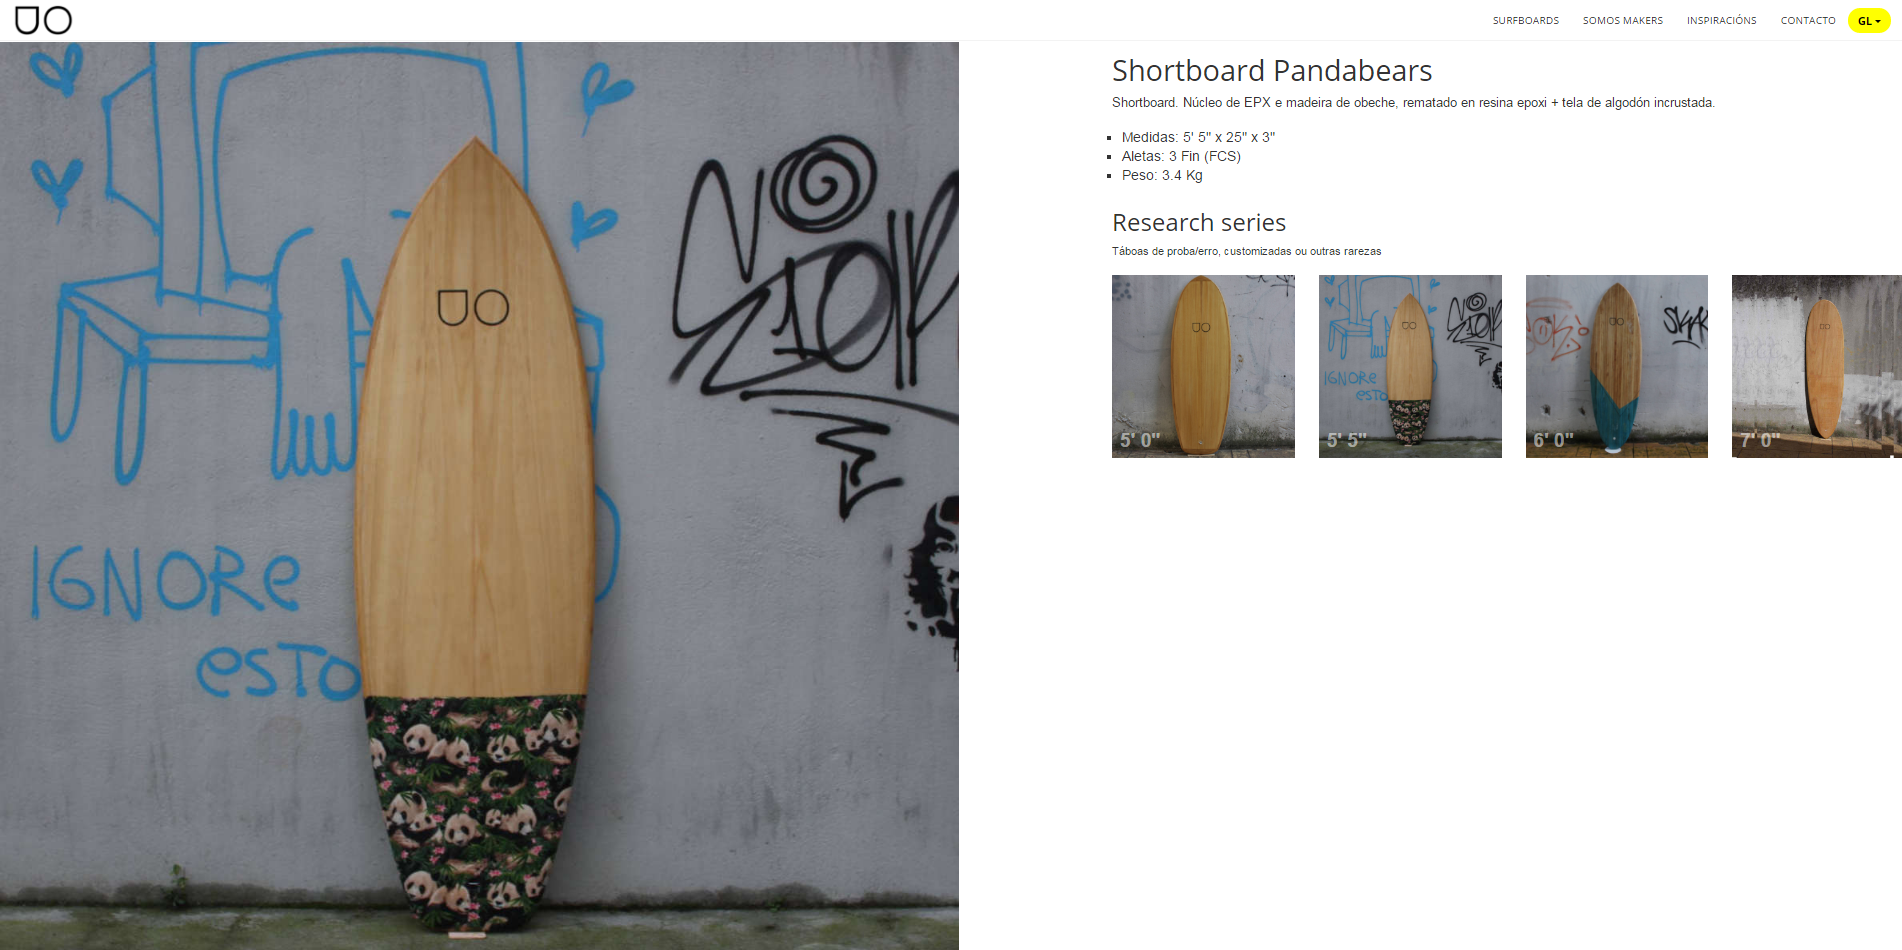 SURFBOARDS
SOMOS MAKERS
INSPIRACIÓNS
CONTACTO
GL
Shortboard Pandabears
Shortboard. Núcleo de EPX e madeira de obeche, rematado en resina epoxi + tela de algodón incrustada.
Medidas: 5' 5" x 25" x 3"
Aletas: 3 Fin (FCS)
Peso: 3.4 Kg
Research series
Táboas de proba/erro, customizadas ou outras rarezas
5' 0"
5' 5"
6' 0"
7' 0"
IGNORe
esTo